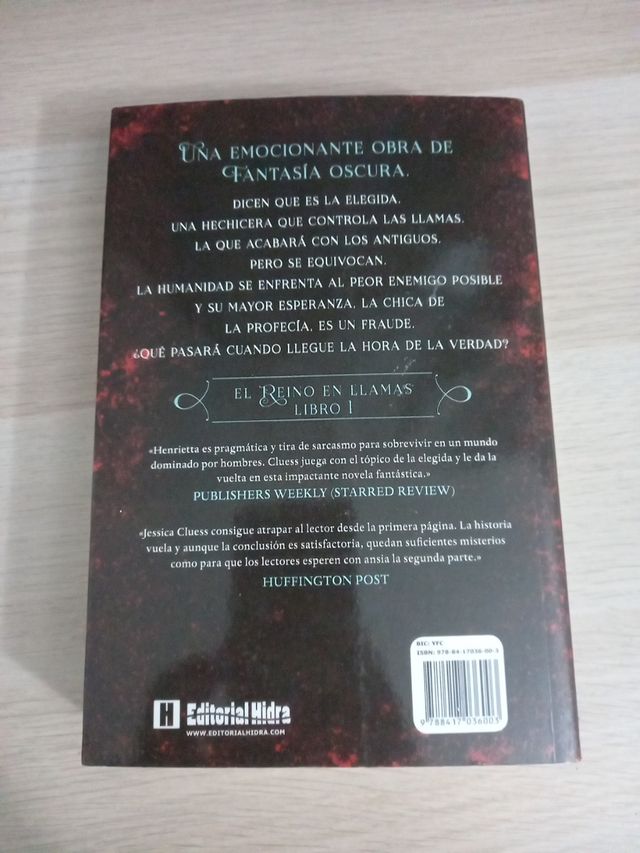 UNA EMOCIONANTE OBRA DE
FANTASÍA OSCURA.
DICEN QUE ES LA ELEGIDA.
UNA HECHICERA QUE CONTROLA LAS LLAMAS.
LA QUE ACABARÁ CON LOS ANTIGUOS.
PERO SE EQUIVOCAN.
LA HUMANIDAD SE ENFRENTA AL PEOR ENEMIGO POSIBLE
Y SU MAYOR ESPERANZA, LA CHICA DE
LA PROFECÍA, ES UN FRAUDE.
¿QUÉ PASARÁ CUANDO LLEGUE LA HORA DE LA VERDAD?
EL REINO EN LLAMAS
LIBRO 1
«Henrietta es pragmática y tira de sarcasmo para sobrevivir en un mundo
dominado por hombres. Cluess juega con el tópico de la elegida y le da la
vuelta en esta impactante novela fantástica.»
PUBLISHERS WEEKLY (STARRED REVIEW)
«Jessica Cluess consigue atrapar al lector desde la primera página. La historia
vuela y aunque la conclusión es satisfactoria, quedan suficientes misterios
como para que los lectores esperen con ansia la segunda parte.»
HUFFINGTON POST
BIC: YFC
ISBN: 978-84-17036-00-3
9 788417 036003
H Editorial Hidra
WWW.EDITORIALHIDRA.COM